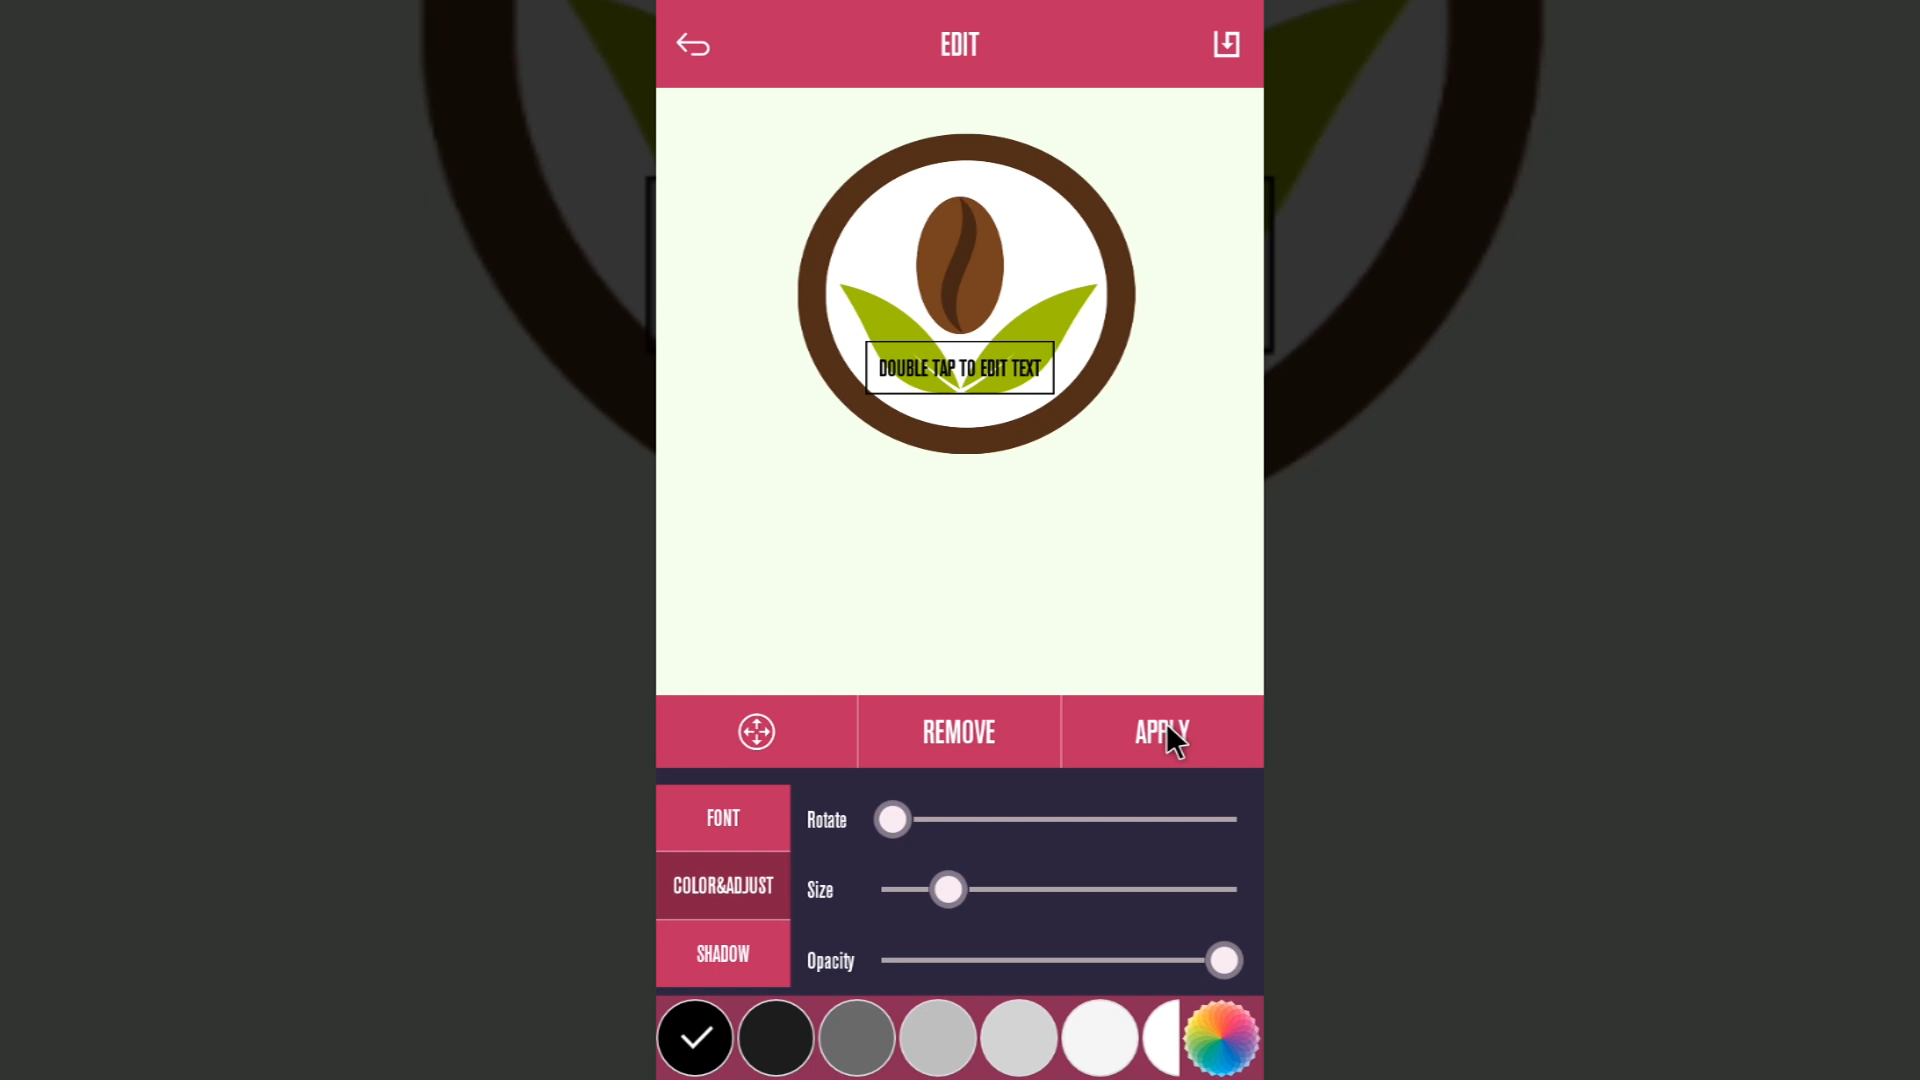 EDIT
DOUBLE TAP TO EDIT TEXT
REMOVE
APPLY
FONT
Rotate
COLOR&ADJUST
Size
SHADOW
Opacity